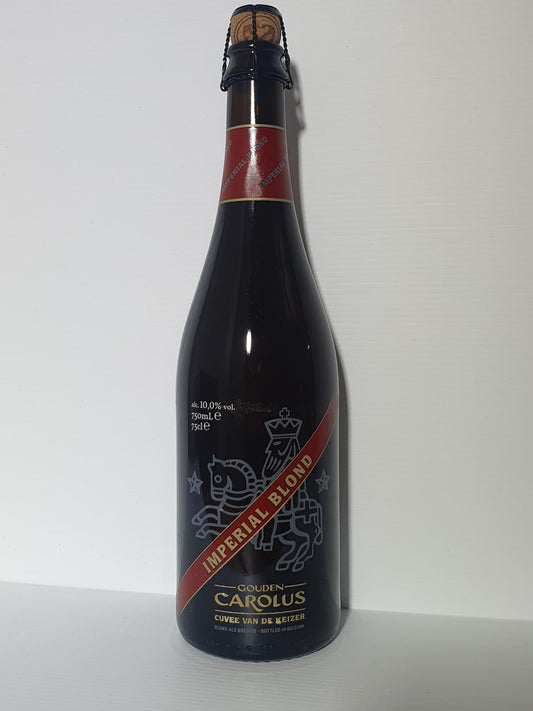 IMPERIAL BLOND
IMPERIAL
alc. 10,0% vol.
750mL e
75cl e
IMPERIAL BLOND
GOUDEN
CAROLUS
CUVEE VAN DE KEIZER
BLOND ALE BREWED • BOTTLED IN BELGIUM